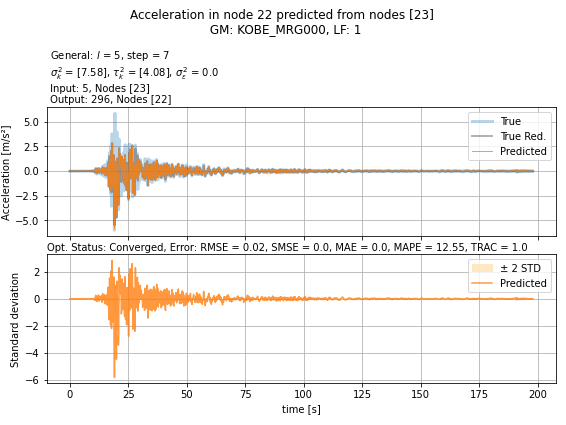 Acceleration in node 22 predicted from nodes [23]
GM: KOBE_MRG000, LF: 1
General: l = 5, step = 7
σ²ₖ = [7.58], τ²ₖ = [4.08], σ²ε = 0.0
Input: 5, Nodes [23]
Output: 296, Nodes [22]
Acceleration [m/s²]
5.0
2.5
0.0
−2.5
−5.0
True
True Red.
Predicted
Opt. Status: Converged, Error: RMSE = 0.02, SMSE = 0.0, MAE = 0.0, MAPE = 12.55, TRAC = 1.0
Standard deviation
2
0
−2
−4
−6
± 2 STD
Predicted
0 25 50 75 100 125 150 175 200
time [s]